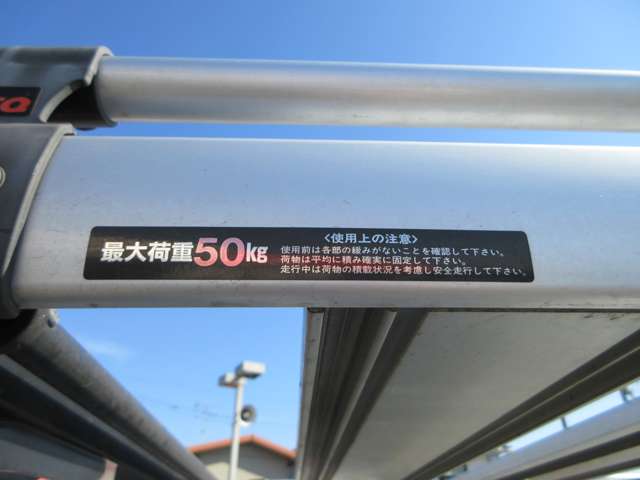 最大荷重50kg
〈使用上の注意〉
使用前は各部の緩みがないことを確認して下さい。
荷物は平均に積み確実に固定して下さい。
走行中は荷物の積載状況を考慮し安全走行して下さい。